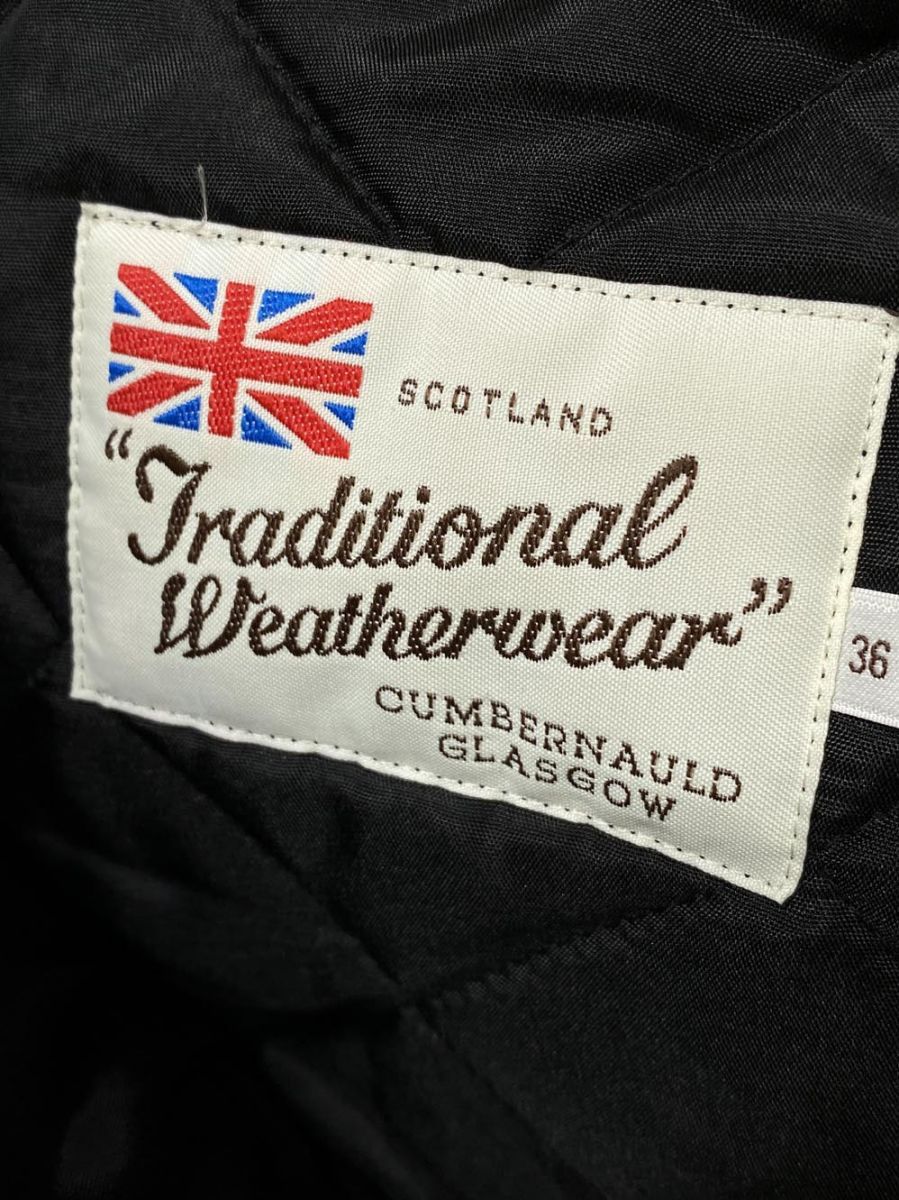 SCOTLAND
“Traditional
Weatherwear”
36
CUMBERNAULD
GLASGOW